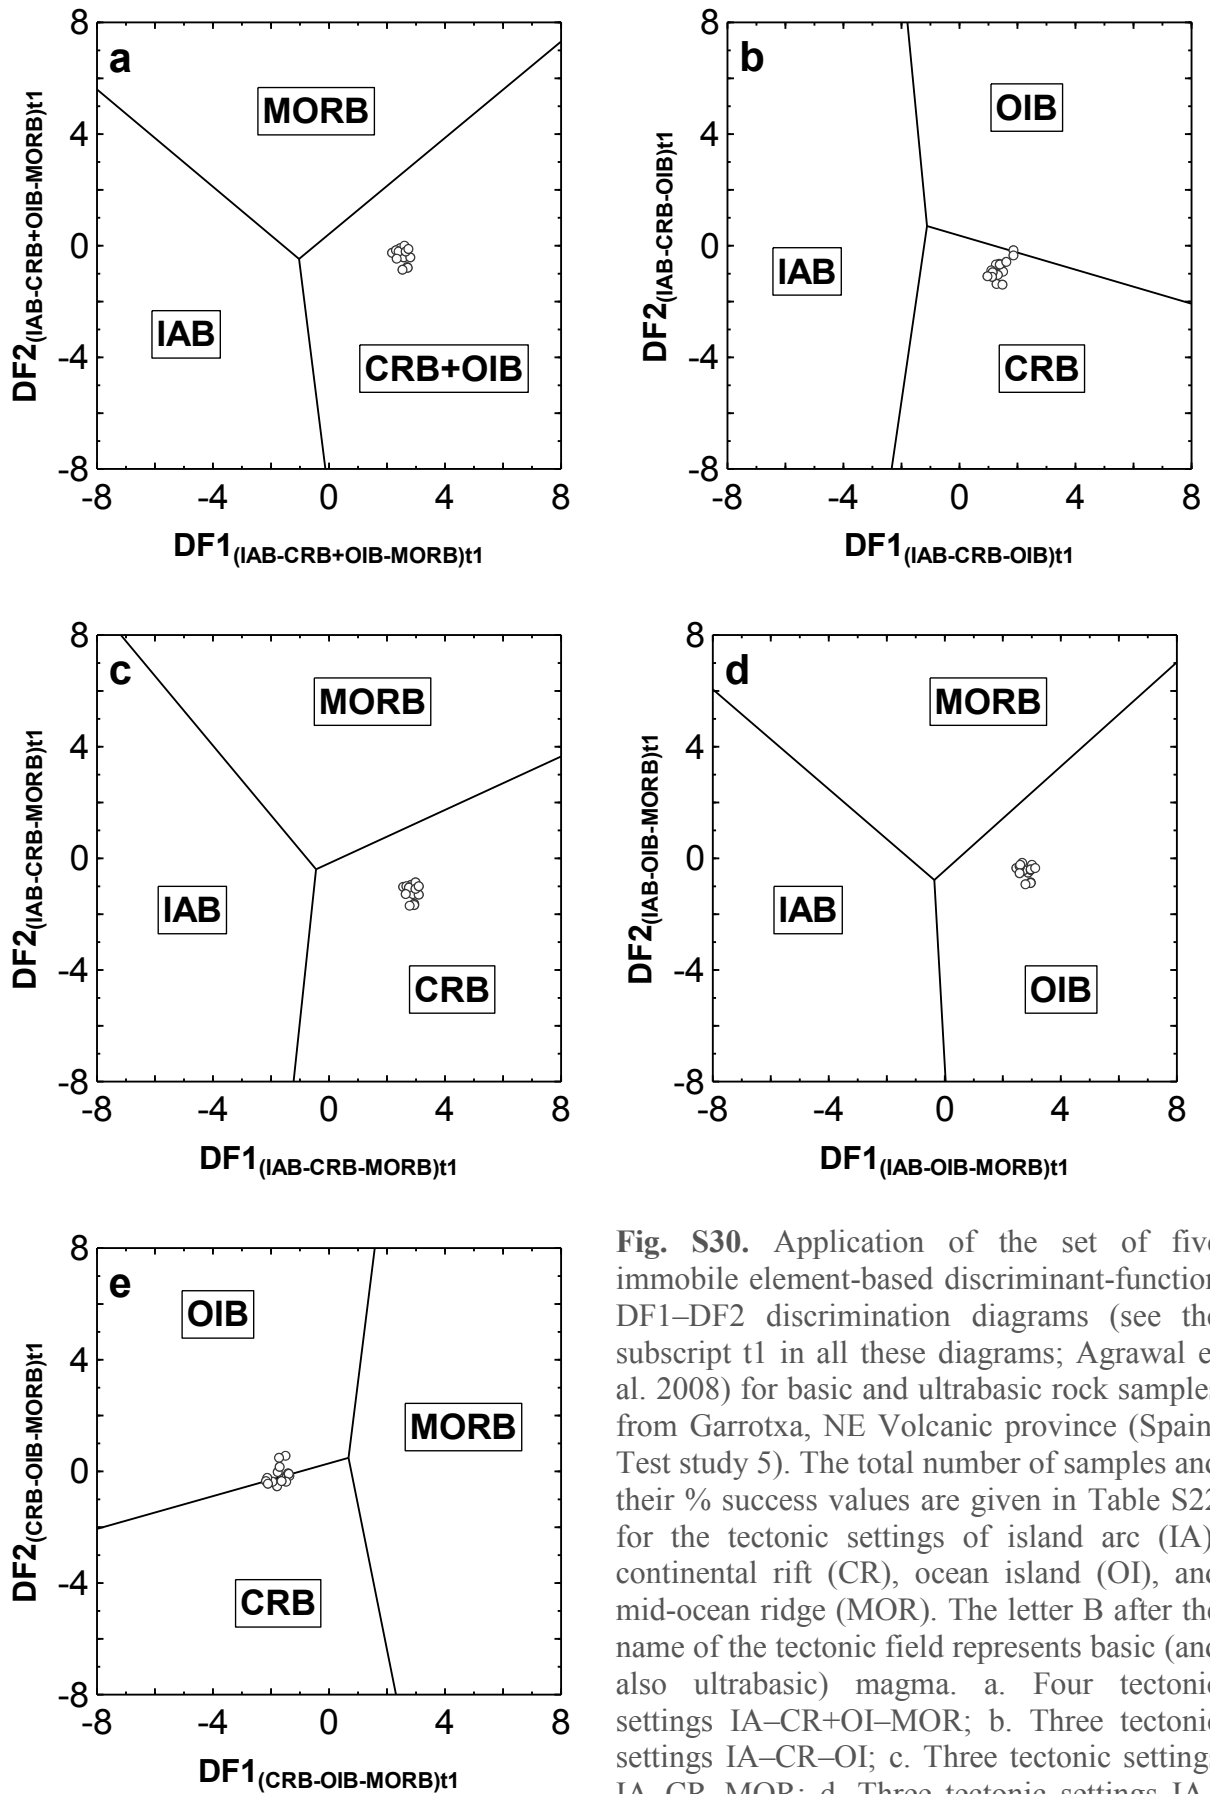 a
MORB
IAB
CRB+OIB
8
4
0
-4
-8
-8 -4 0 4 8
DF2(IAB-CRB+OIB-MORB)t1
DF1(IAB-CRB+OIB-MORB)t1
b
OIB
IAB
CRB
8
4
0
-4
-8
-8 -4 0 4 8
DF2(IAB-CRB-OIB)t1
DF1(IAB-CRB-OIB)t1
c
MORB
IAB
CRB
8
4
0
-4
-8
-8 -4 0 4 8
DF2(IAB-CRB-MORB)t1
DF1(IAB-CRB-MORB)t1
d
MORB
IAB
OIB
8
4
0
-4
-8
-8 -4 0 4 8
DF2(IAB-OIB-MORB)t1
DF1(IAB-OIB-MORB)t1
e
OIB
MORB
CRB
8
4
0
-4
-8
-8 -4 0 4 8
DF2(CRB-OIB-MORB)t1
DF1(CRB-OIB-MORB)t1
Fig. S30. Application of the set of five
immobile element-based discriminant-function
DF1–DF2 discrimination diagrams (see the
subscript t1 in all these diagrams; Agrawal e
al. 2008) for basic and ultrabasic rock samples
from Garrotxa, NE Volcanic province (Spain
Test study 5). The total number of samples and
their % success values are given in Table S22
for the tectonic settings of island arc (IA)
continental rift (CR), ocean island (OI), and
mid-ocean ridge (MOR). The letter B after the
name of the tectonic field represents basic (and
also ultrabasic) magma. a. Four tectonic
settings IA–CR+OI–MOR; b. Three tectonic
settings IA–CR–OI; c. Three tectonic settings
IA–CR–MOR; d. Three tectonic settings IA–